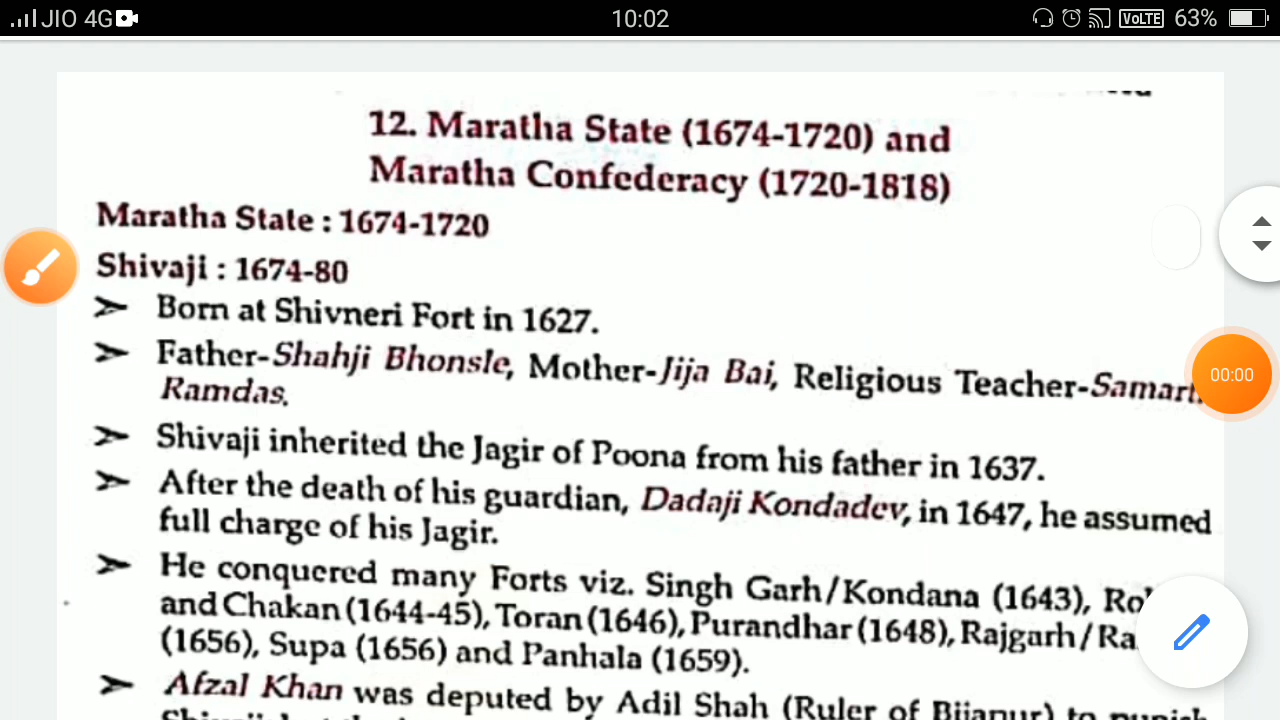 JIO 4G 10:02 VoLTE 63%
12. Maratha State (1674-1720) and
Maratha Confederacy (1720-1818)
Maratha State : 1674-1720
Shivaji : 1674-80
➢ Born at Shivneri Fort in 1627.
➢ Father-Shahji Bhonsle, Mother-Jija Bai, Religious Teacher-
Ramdas.
00:00
➢ Shivaji inherited the Jagir of Poona from his father in 1637.
➢ After the death of his guardian, Dadaji Kondadev, in 1647, he assumed
full charge of his Jagir.
➢ He conquered many Forts viz. Singh Garh/Kondana (1643),
and Chakan (1644-45), Toran (1646), Purandhar (1648), Rajgarh/
(1656), Supa (1656) and Panhala (1659).
➢ Afzal Khan was deputed by Adil Shah (Ruler of Bijapur) to punish